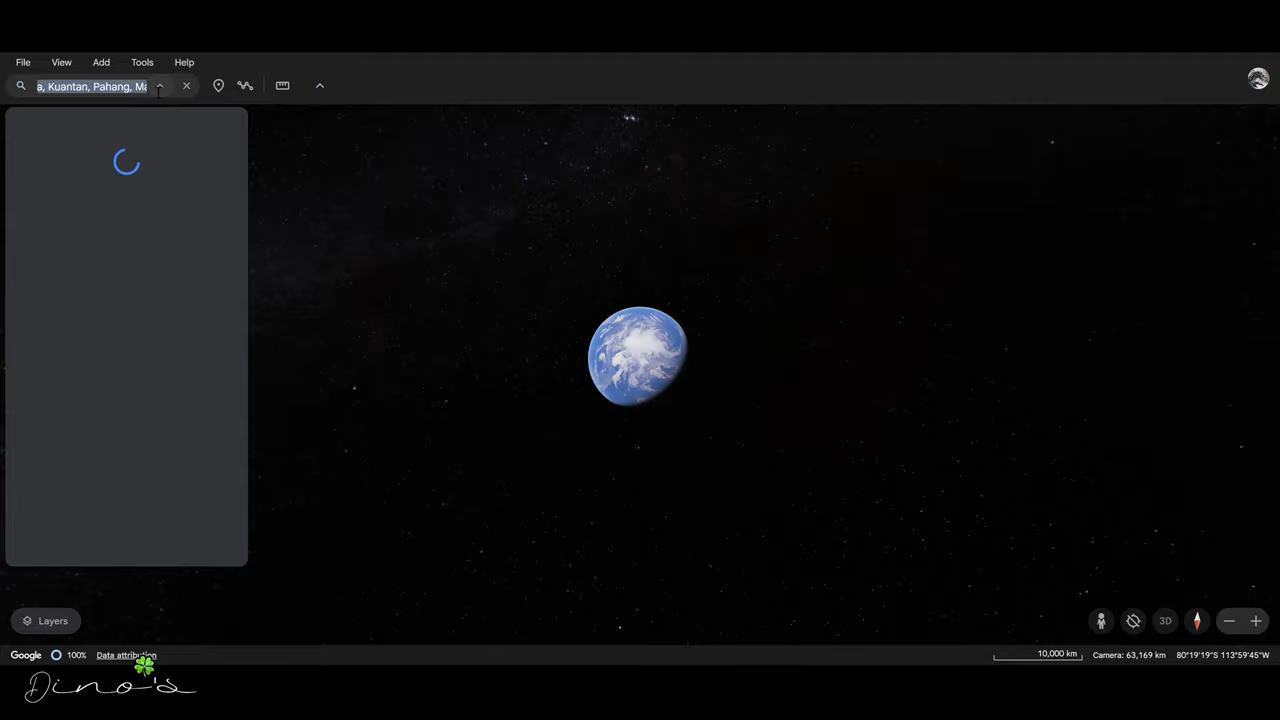 File View Add Tools Help
a, Kuantan, Pahang, Ma
Layers
3D
Google 100% Data attribution 10,000 km Camera: 63,169 km 80°19'19"S 113°59'45"W
Dino's